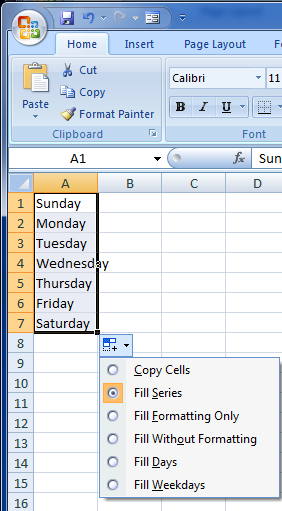 Home Insert Page Layout
Cut
Copy
Format Painter
Paste
Clipboard
Calibri 11
B I U
Font
A1 fx Sun
A B C D
1 Sunday
2 Monday
3 Tuesday
4 Wednesday
5 Thursday
6 Friday
7 Saturday
8
9
10
11
12
13
14
15
16
Copy Cells
Fill Series
Fill Formatting Only
Fill Without Formatting
Fill Days
Fill Weekdays